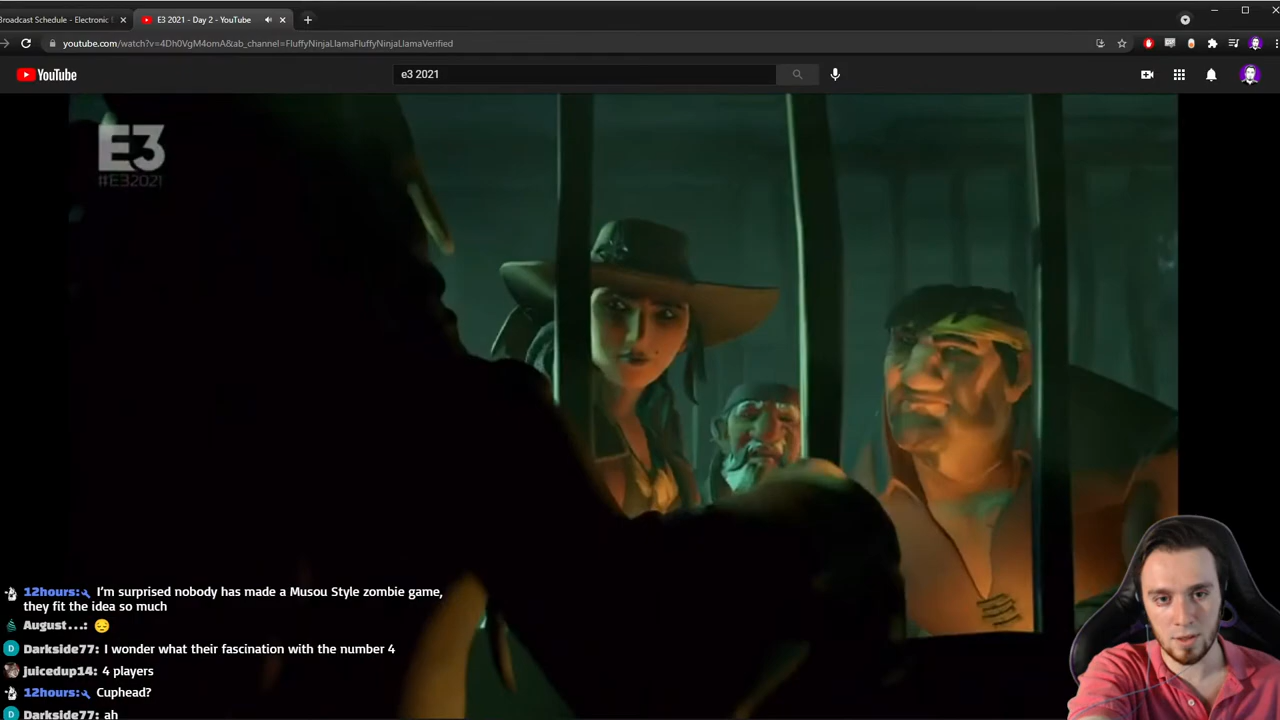 Broadcast Schedule - Electronic E
E3 2021 - Day 2 - YouTube
youtube.com/watch?v=4Dh0VgM4omA&ab_channel=FluffyNinjaLlamaFluffyNinjaLlamaVerified
YouTube
e3 2021
E3
#E32021
12hours: I'm surprised nobody has made a Musou Style zombie game,
they fit the idea so much
August...:
Darkside77: I wonder what their fascination with the number 4
juicedup14: 4 players
12hours: Cuphead?
Darkside77: ah